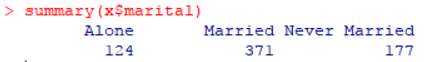 > summary(x$marital)
Alone Married Never Married
124 371 177